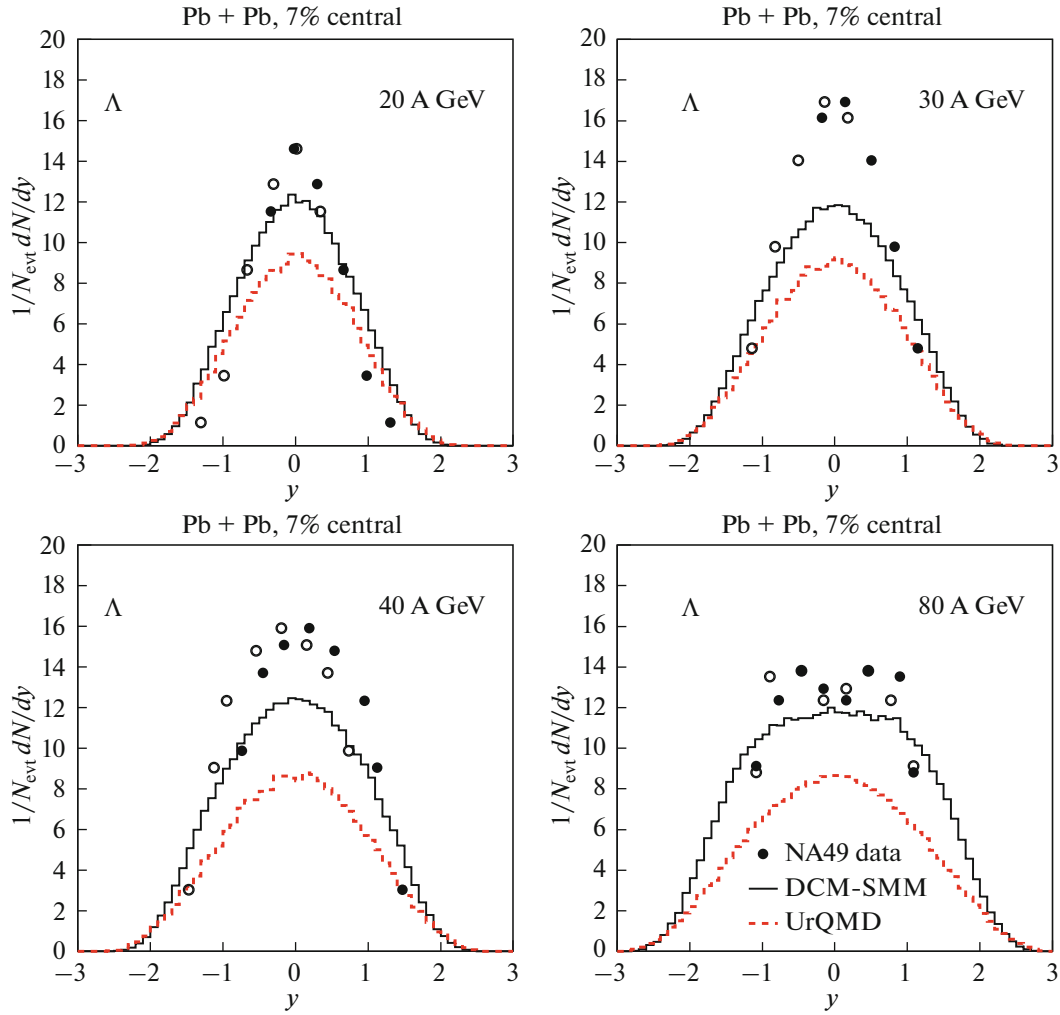 Pb + Pb, 7% central
20
18
16
14
12
10
8
6
4
2
0
Λ
20 A GeV
1/N_evt dN/dy
−3 −2 −1 0 1 2 3
y
Pb + Pb, 7% central
20
18
16
14
12
10
8
6
4
2
0
Λ
30 A GeV
1/N_evt dN/dy
−3 −2 −1 0 1 2 3
y
Pb + Pb, 7% central
20
18
16
14
12
10
8
6
4
2
0
Λ
40 A GeV
1/N_evt dN/dy
−3 −2 −1 0 1 2 3
y
Pb + Pb, 7% central
20
18
16
14
12
10
8
6
4
2
0
Λ
80 A GeV
1/N_evt dN/dy
NA49 data
DCM-SMM
UrQMD
−3 −2 −1 0 1 2 3
y